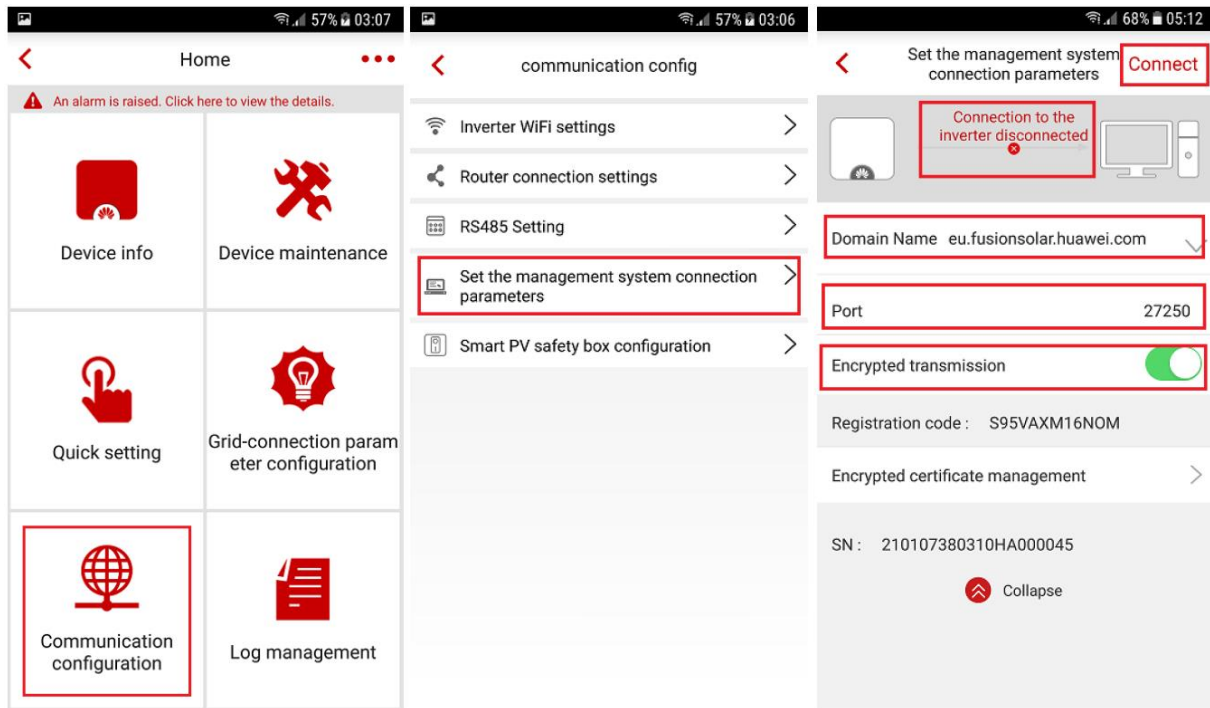 57% 03:07
Home
An alarm is raised. Click here to view the details.
Device info
Device maintenance
Quick setting
Grid-connection param
eter configuration
Communication
configuration
Log management
57% 03:06
communication config
Inverter WiFi settings
Router connection settings
RS485 Setting
Set the management system connection
parameters
Smart PV safety box configuration
68% 05:12
Set the management system
connection parameters
Connect
Connection to the
inverter disconnected
Domain Name eu.fusionsolar.huawei.com
Port 27250
Encrypted transmission
Registration code : S95VAXM16NOM
Encrypted certificate management
SN : 210107380310HA000045
Collapse